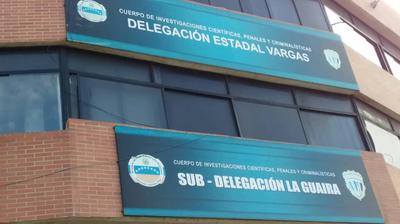 CUERPO DE INVESTIGACIONES CIENTÍFICAS, PENALES Y CRIMINALÍSTICAS
DELEGACIÓN ESTADAL VARGAS
CUERPO DE INVESTIGACIONES CIENTÍFICAS, PENALES Y CRIMINALÍSTICAS
SUB - DELEGACIÓN LA GUAIRA